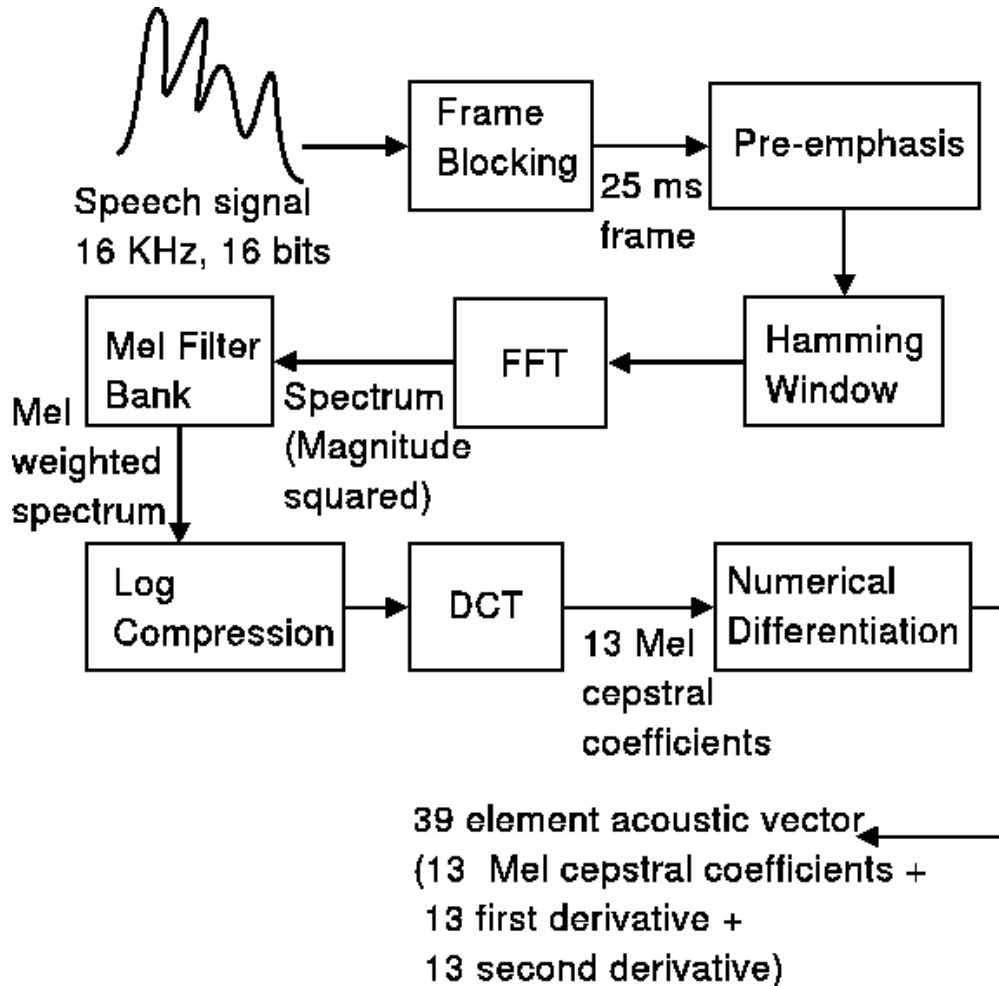 Speech signal
16 KHz, 16 bits
Frame
Blocking
25 ms
frame
Pre-emphasis
Hamming
Window
FFT
Spectrum
(Magnitude
squared)
Mel Filter
Bank
Mel
weighted
spectrum
Log
Compression
DCT
13 Mel
cepstral
coefficients
Numerical
Differentiation
39 element acoustic vector
(13 Mel cepstral coefficients +
13 first derivative +
13 second derivative)